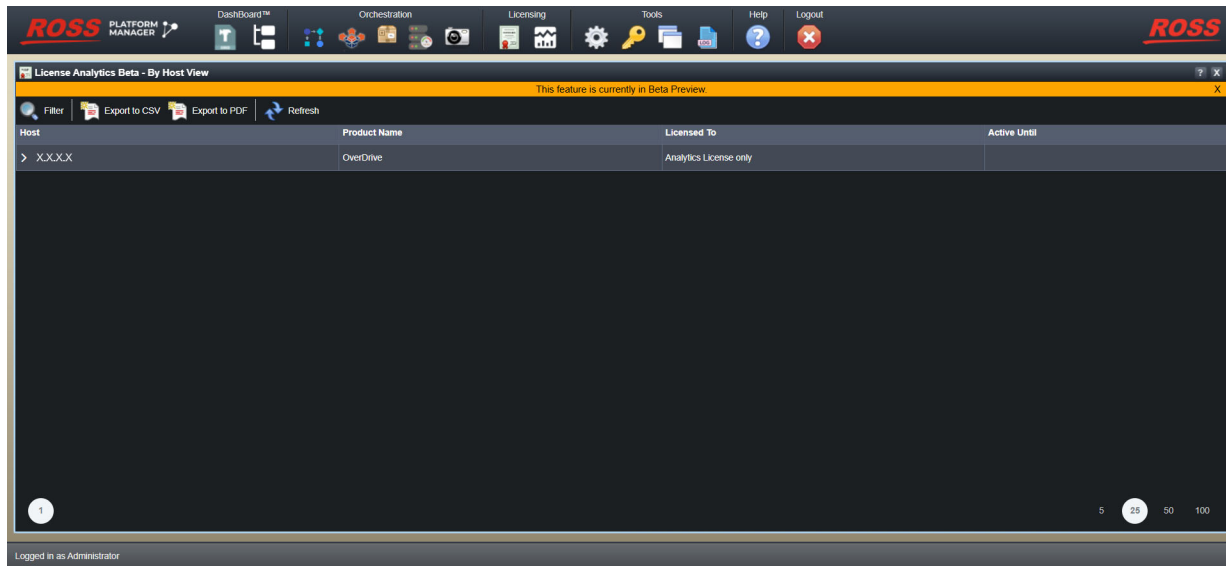 ROSS PLATFORM MANAGER
DashBoard™ Orchestration Licensing Tools Help Logout
LOG
ROSS
License Analytics Beta - By Host View ? X
This feature is currently in Beta Preview. X
Filter Export to CSV Export to PDF Refresh
Host Product Name Licensed To Active Until
X.X.X.X OverDrive Analytics License only
1 5 25 50 100
Logged in as Administrator